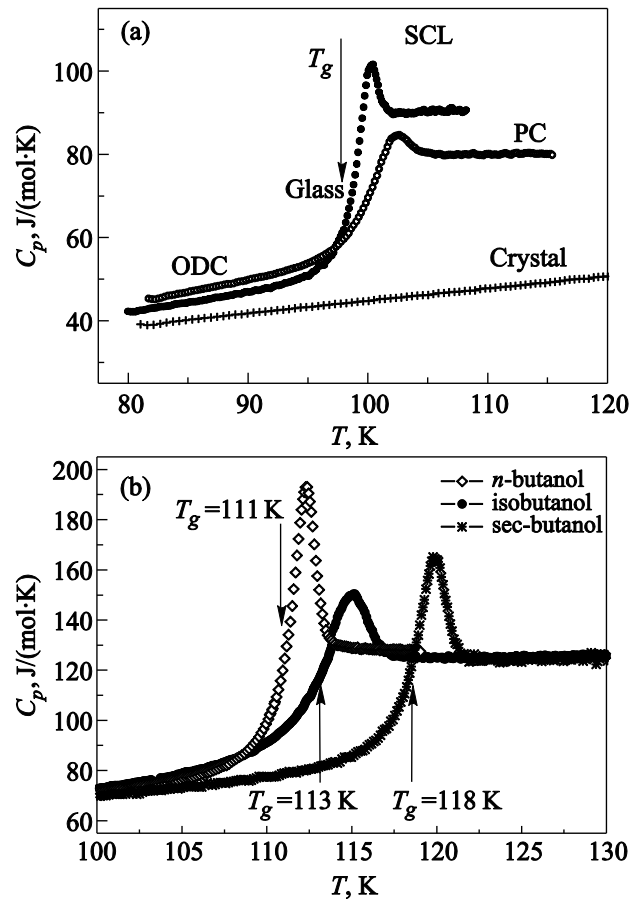 (a)
SCL
T_g
100
PC
80
Glass
C_p, J/(mol·K)
60
ODC
Crystal
40
80
90
100
110
120
T, K
200
(b)
n-butanol
180
T_g = 111 K
isobutanol
sec-butanol
160
140
C_p, J/(mol·K)
120
100
80
T_g = 113 K
T_g = 118 K
60
100
105
110
115
120
125
130
T, K